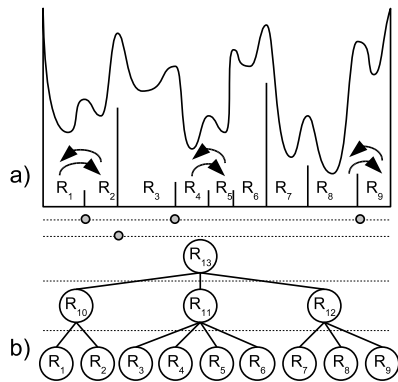 a)
R1 R2 R3 R4 R5 R6 R7 R8 R9
R13
R10 R11 R12
b)
R1 R2 R3 R4 R5 R6 R7 R8 R9